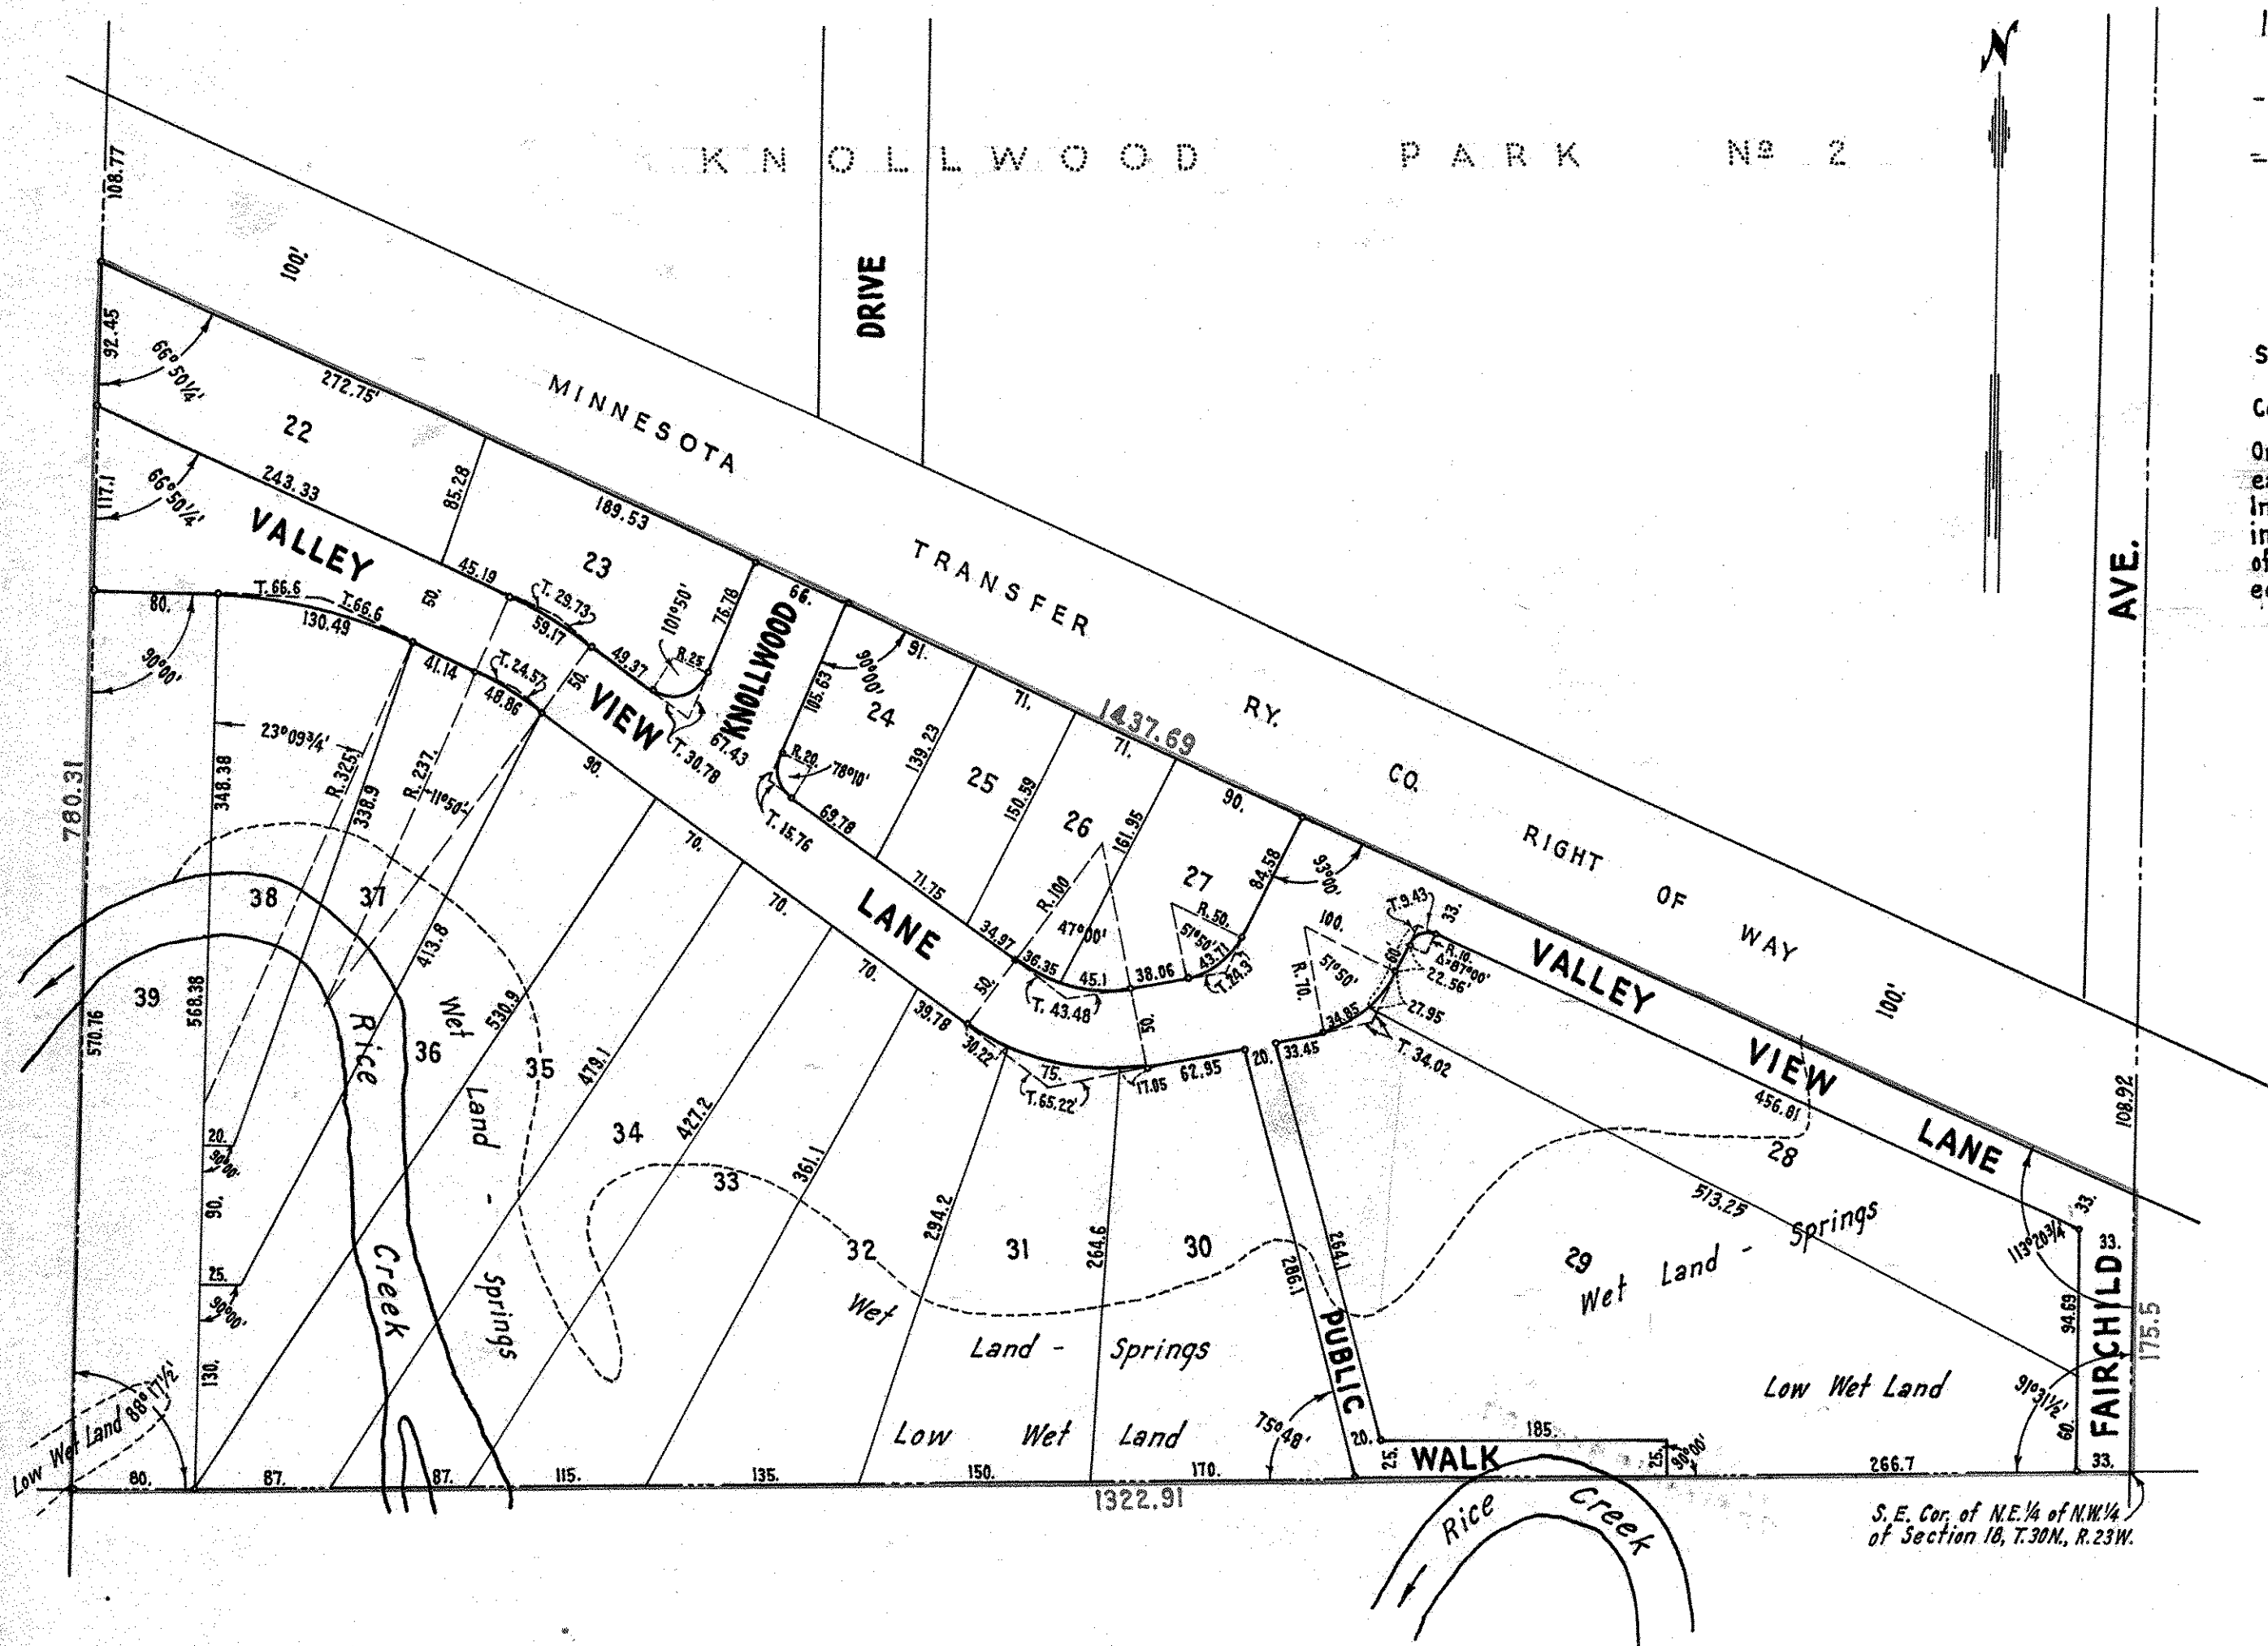 KNOLLWOOD PARK Nº 2
N
108.77
100.'
DRIVE
92.45
66°50¼'
272.75'
MINNESOTA
TRANSFER
RY.
CO.
RIGHT
OF
WAY
100.'
AVE.
22
243.33
85.28
189.53
117.1
66°50¼'
VALLEY
45.19
23
T. 29.73
59.17
101°50'
76.78
66.
50.
80.
T. 66.6
T. 66.6
130.49
90°00'
41.14
T. 24.57
48.86
50.
49.37
R. 25.
VIEW
KNOLLWOOD
67.43
T. 30.78
105.63
90°00'
91.
24
R. 20.
78°10'
T. 15.76
69.78
139.23
71.
1437.69
71.
25
150.59
26
161.95
90.
23°09¾'
348.38
R. 325.
338.9
R. 237.
11°50'
780.31
90.
70.
70.
70.
71.75
LANE
34.97
R. 100
47°00'
27
84.58
93°00'
R. 50.
51°50'
43.71
T. 24.3'
36.35
45.1
38.06
T. 43.48
50.
50.
39.78
30.22'
75.
T. 65.22'
17.05
62.95
20.
33.45
34.85
R. 70.
51°50'
100.
T. 9.43
33.
R. 10.
Δ=87°00'
60'
22.56'
27.95
T. 34.02
VALLEY
VIEW
LANE
456.81
108.92
38
37
413.8
39
568.38
570.76
Rice
Creek
36
Wet
Land
-
Springs
530.9
35
479.1
34
427.2
33
361.1
32
294.2
31
264.6
30
286.1
264.1
28
513.25
29
Wet Land - Springs
113°20¾'
33.
33.
94.69
FAIRCHILD
175.5
20.
90°00'
90.
25.
90°00'
130.
88°17½'
Low Wet Land
Wet
Land - Springs
Low Wet Land
PUBLIC
75°48'
20.
25.
WALK
185.
25.
90°00'
Low Wet Land
91°31½'
60.
80.
87.
87.
115.
135.
150.
170.
266.7
33.
1322.91
Rice
Creek
S. E. Cor. of N.E.¼ of N.W.¼
of Section 18, T.30N., R.23W.